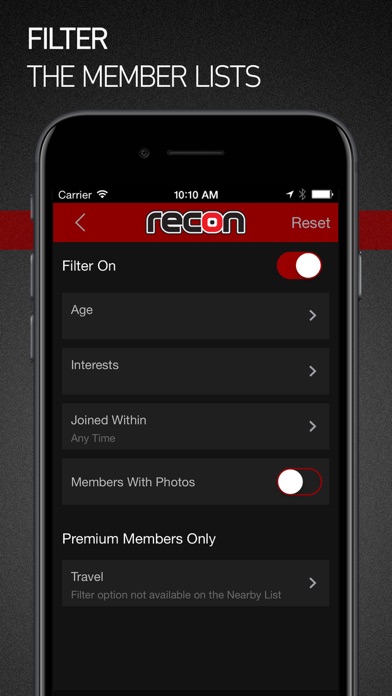 FILTER
THE MEMBER LISTS
Carrier 10:10 AM
recon Reset
Filter On
Age
Interests
Joined Within
Any Time
Members With Photos
Premium Members Only
Travel
Filter option not available on the Nearby List